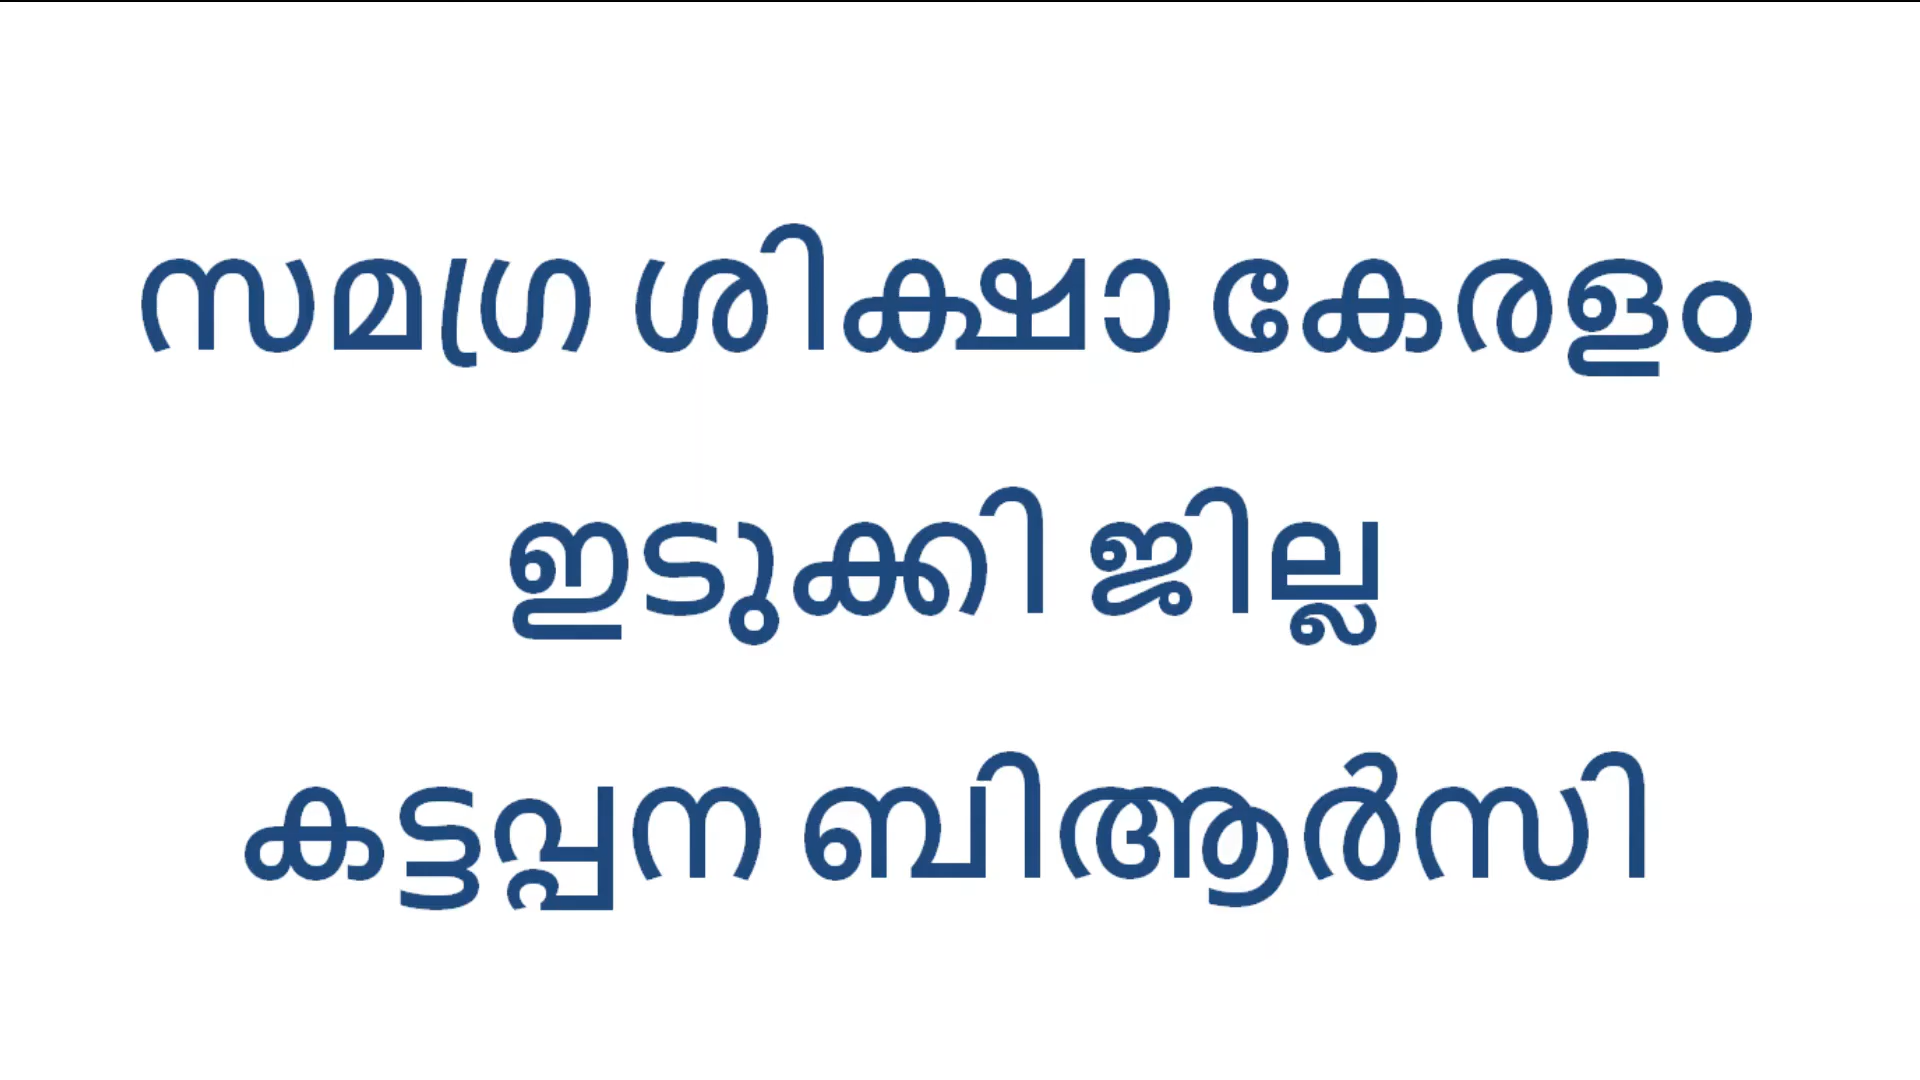 സമഗ്ര ശിക്ഷാ കേരളം
ഇടുക്കി ജില്ല
കട്ടപ്പന ബിആർസി